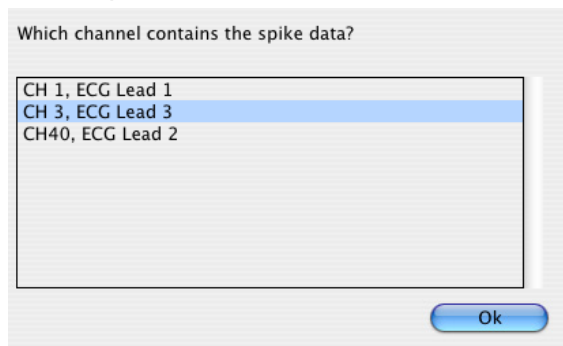 Which channel contains the spike data?
CH 1, ECG Lead 1
CH 3, ECG Lead 3
CH40, ECG Lead 2
Ok